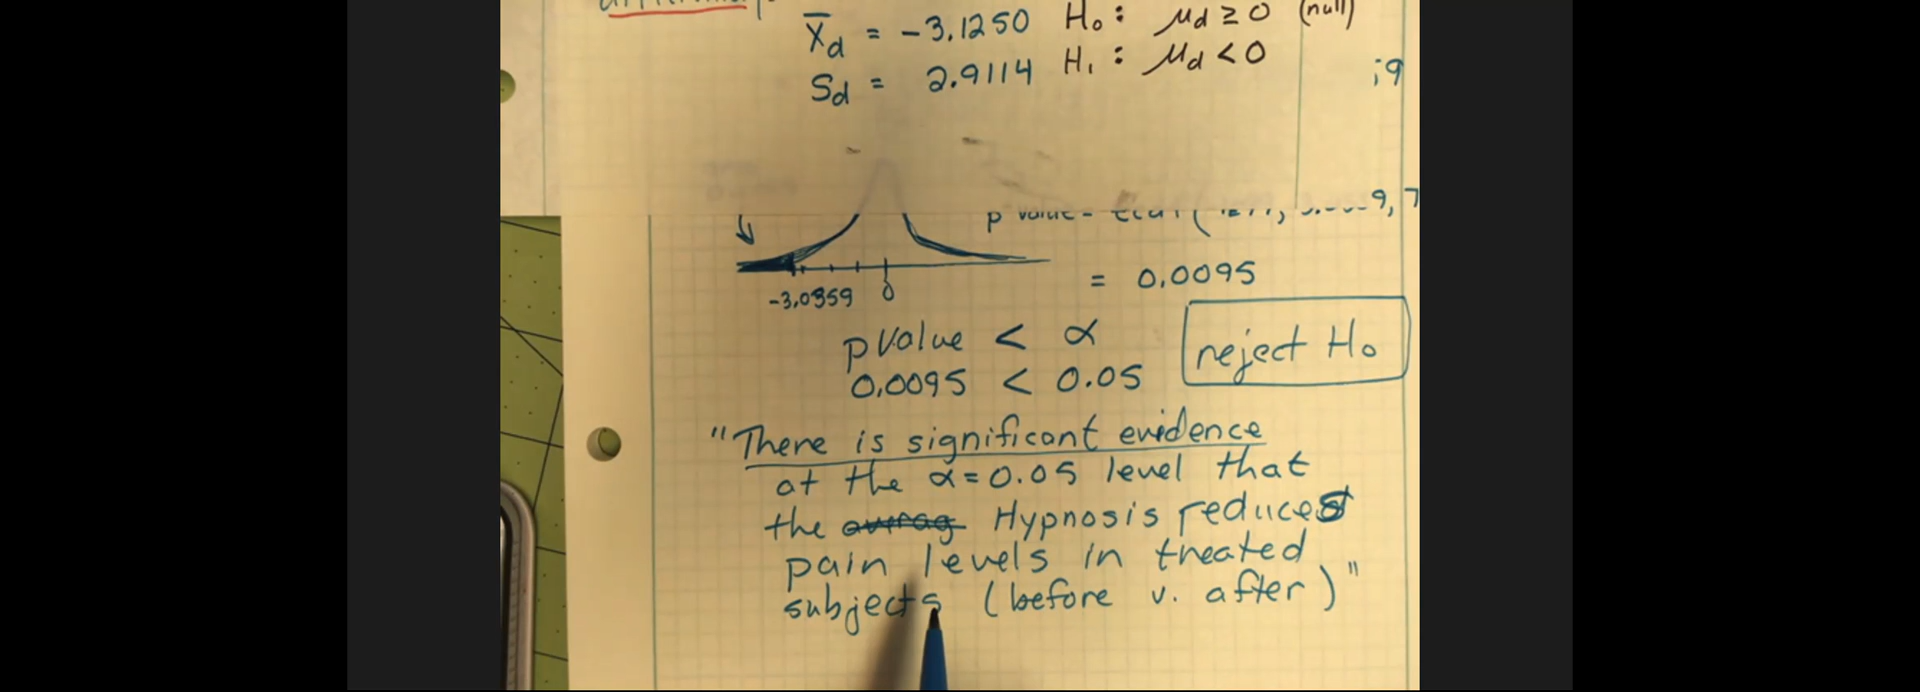 X̄d = -3.1250 H₀: μd ≥ 0 (null)
Sd = 2.9114 H₁: μd < 0
p value =
= 0.0095
-3.0359 0
p value < α
0.0095 < 0.05
reject H₀
"There is significant evidence
at the α = 0.05 level that
the Hypnosis reduces
pain levels in treated
subjects (before v. after)"